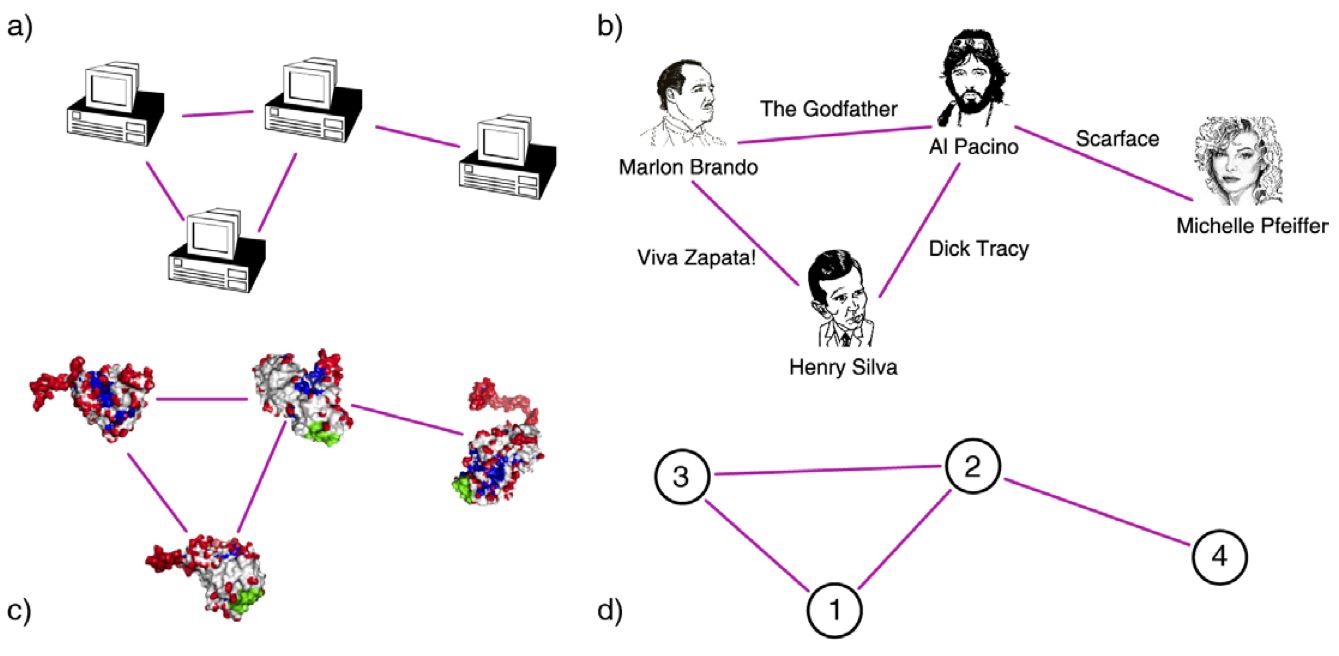 a)
b)
The Godfather
Marlon Brando
Al Pacino
Scarface
Michelle Pfeiffer
Viva Zapata!
Dick Tracy
Henry Silva
c)
d)
3
2
4
1